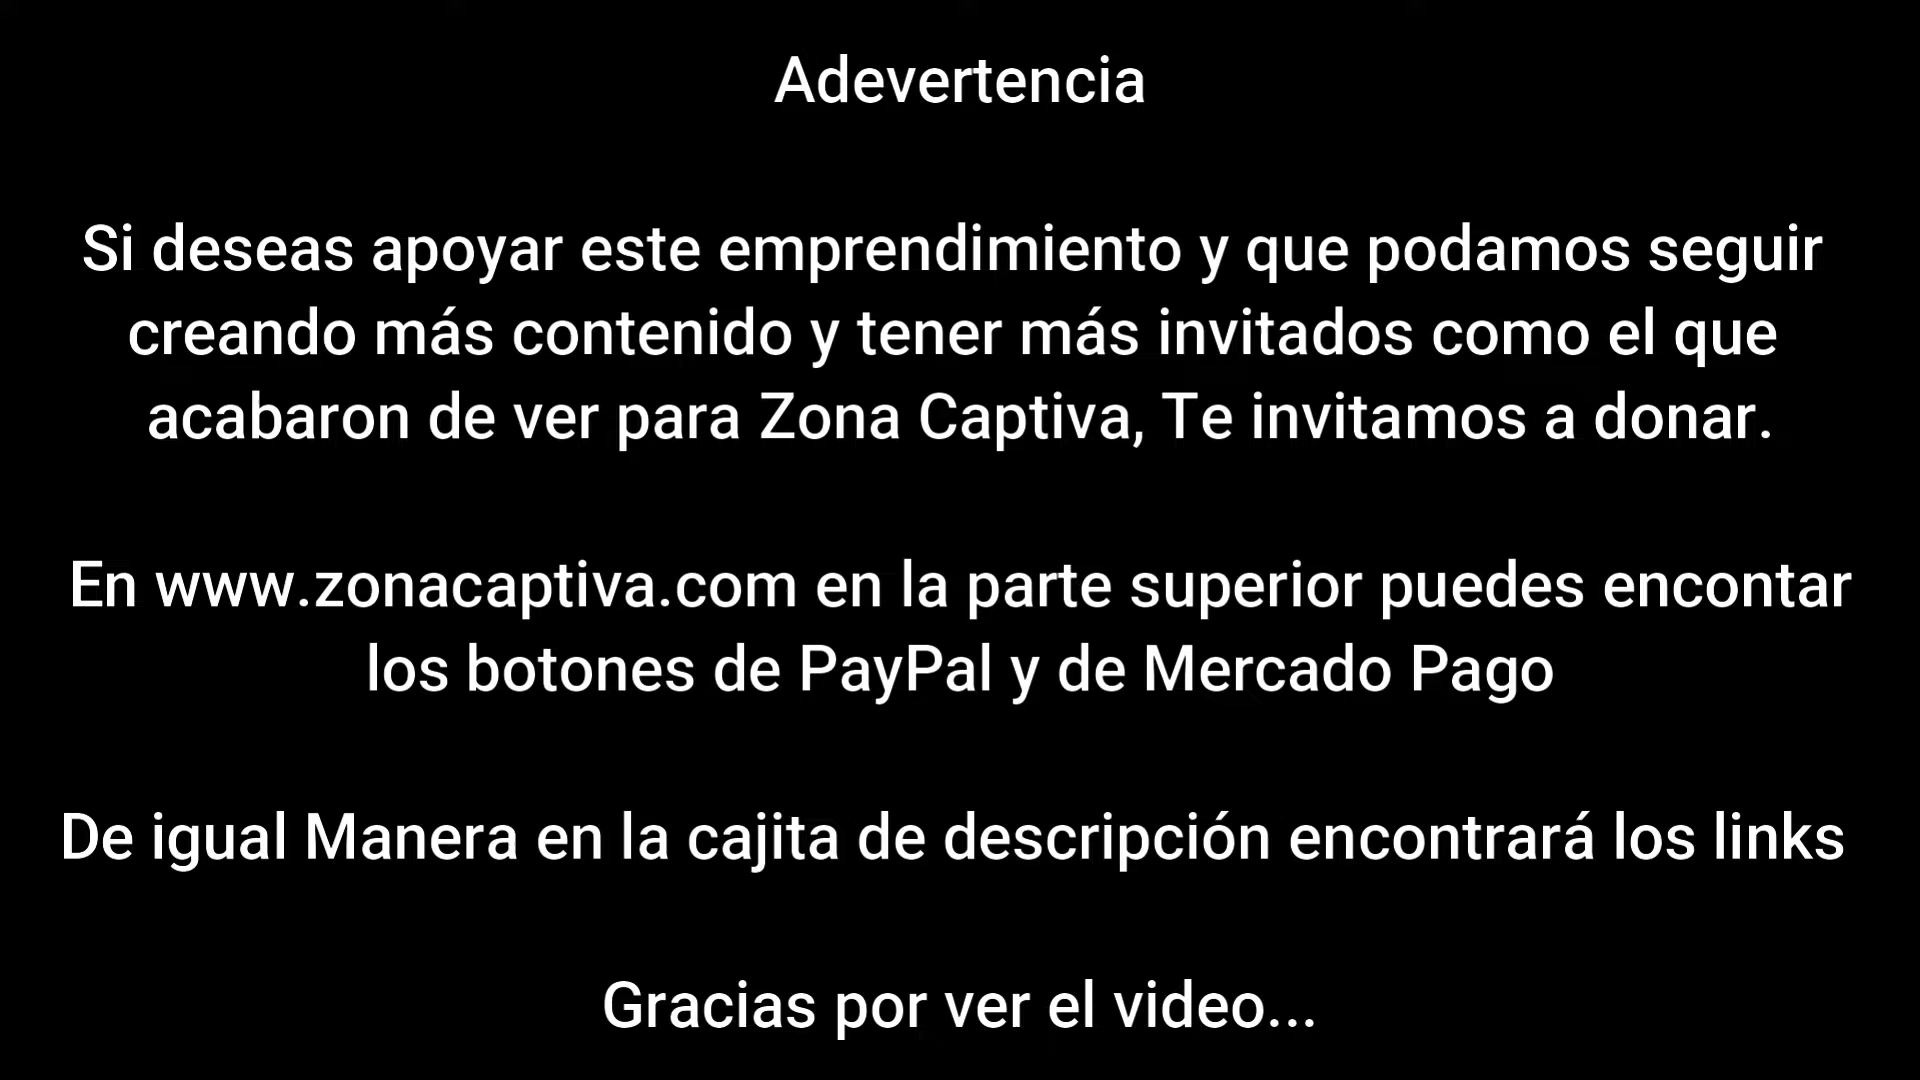 Adevertencia
Si deseas apoyar este emprendimiento y que podamos seguir
creando más contenido y tener más invitados como el que
acabaron de ver para Zona Captiva, Te invitamos a donar.
En www.zonacaptiva.com en la parte superior puedes encontar
los botones de PayPal y de Mercado Pago
De igual Manera en la cajita de descripción encontrará los links
Gracias por ver el video...